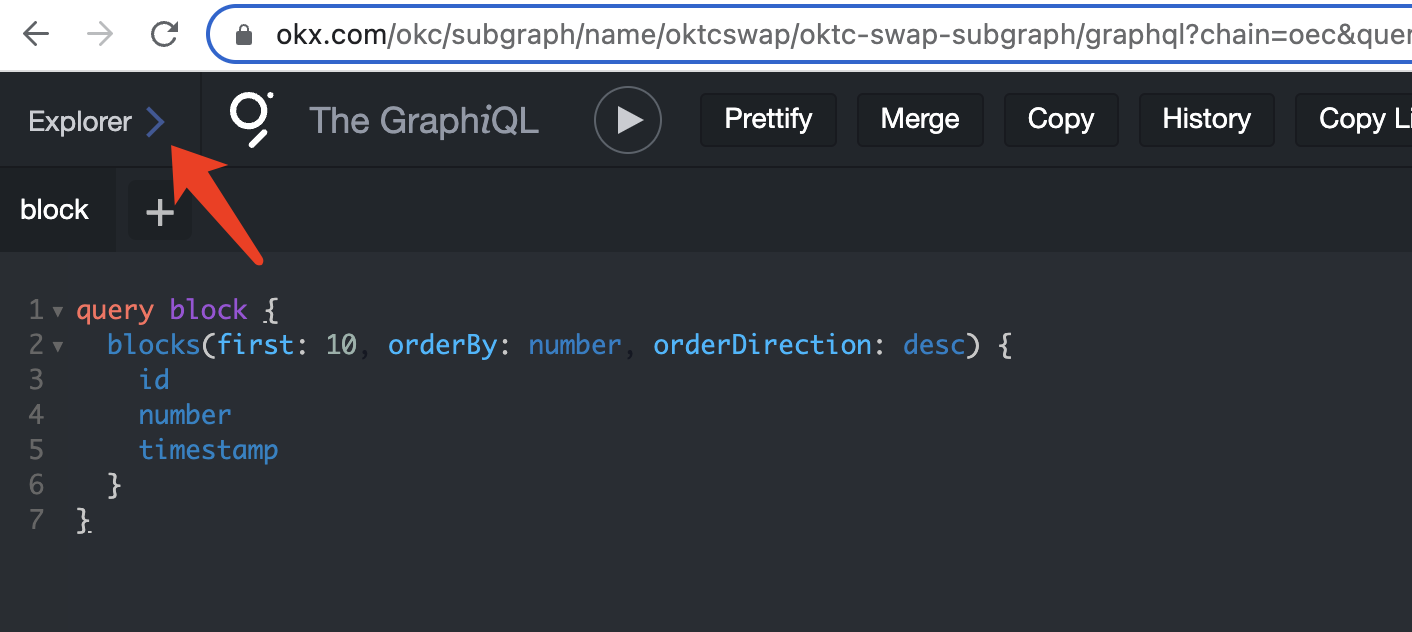 okx.com/okc/subgraph/name/oktcswap/oktc-swap-subgraph/graphql?chain=oec&quer
Explorer The GraphiQL Prettify Merge Copy History Copy Li
block +
1 query block {
2 blocks(first: 10, orderBy: number, orderDirection: desc) {
3 id
4 number
5 timestamp
6 }
7 }